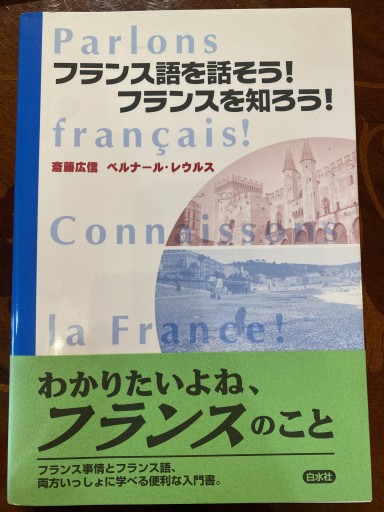 Parlons
フランス語を話そう!
フランスを知ろう!
français!
斎藤広信 ベルナール・レウルス
Connaissons
la France!
わかりたいよね、
フランスのこと
フランス事情とフランス語、
両方いっしょに学べる便利な入門書。
白水社